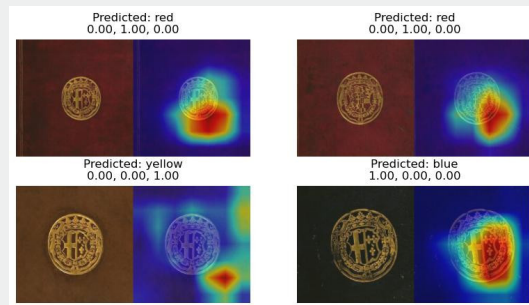 Predicted: red
0.00, 1.00, 0.00
Predicted: red
0.00, 1.00, 0.00
Predicted: yellow
0.00, 0.00, 1.00
Predicted: blue
1.00, 0.00, 0.00